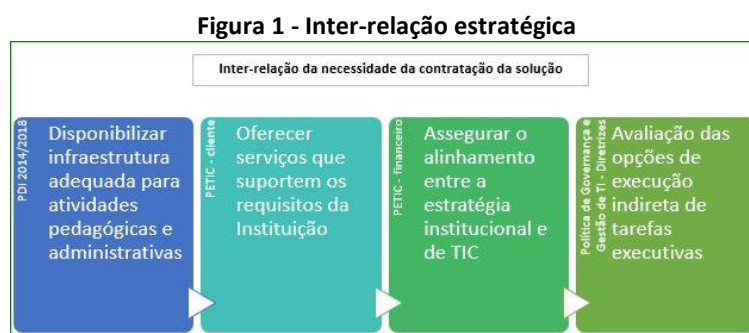 Figura 1 - Inter-relação estratégica
Inter-relação da necessidade da contratação da solução
PDI 2014/2018
Disponibilizar
infraestrutura
adequada para
atividades
pedagógicas e
administrativas
PETIC - cliente
Oferecer
serviços que
suportem os
requisitos da
Instituição
PETIC - financeiro
Assegurar o
alinhamento
entre a
estratégia
institucional e
de TIC
Política de Governança e
Gestão de TI - Diretrizes
Avaliação das
opções de
execução
indireta de
tarefas
executivas